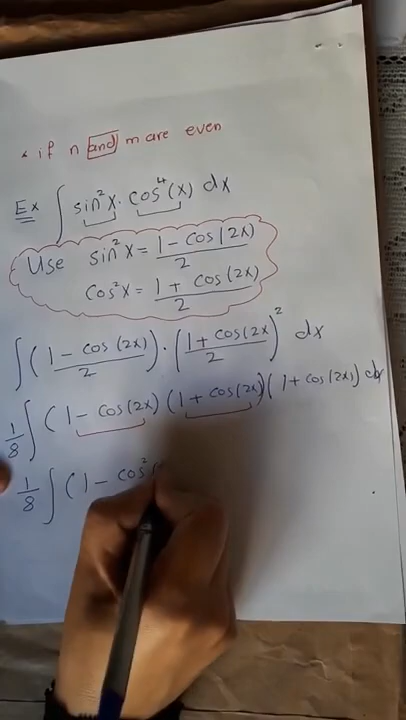 * if n and m are even
Ex ∫ sin²x · cos⁴(x) dx
Use sin²x = 1 - cos(2x) / 2
cos²x = 1 + cos(2x) / 2
∫ (1 - cos(2x) / 2) · (1 + cos(2x / 2)² dx
1/8 ∫ (1 - cos(2x) (1 + cos(2x)) (1 + cos(2x) dx
1/8 ∫ (1 - cos²